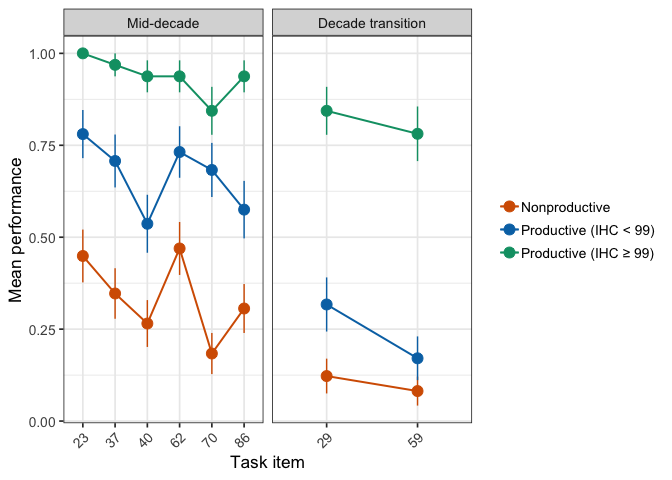 Mid-decade
Decade transition
Mean performance
1.00
0.75
0.50
0.25
0.00
23
37
40
62
70
86
29
59
Task item
Nonproductive
Productive (IHC < 99)
Productive (IHC ≥ 99)